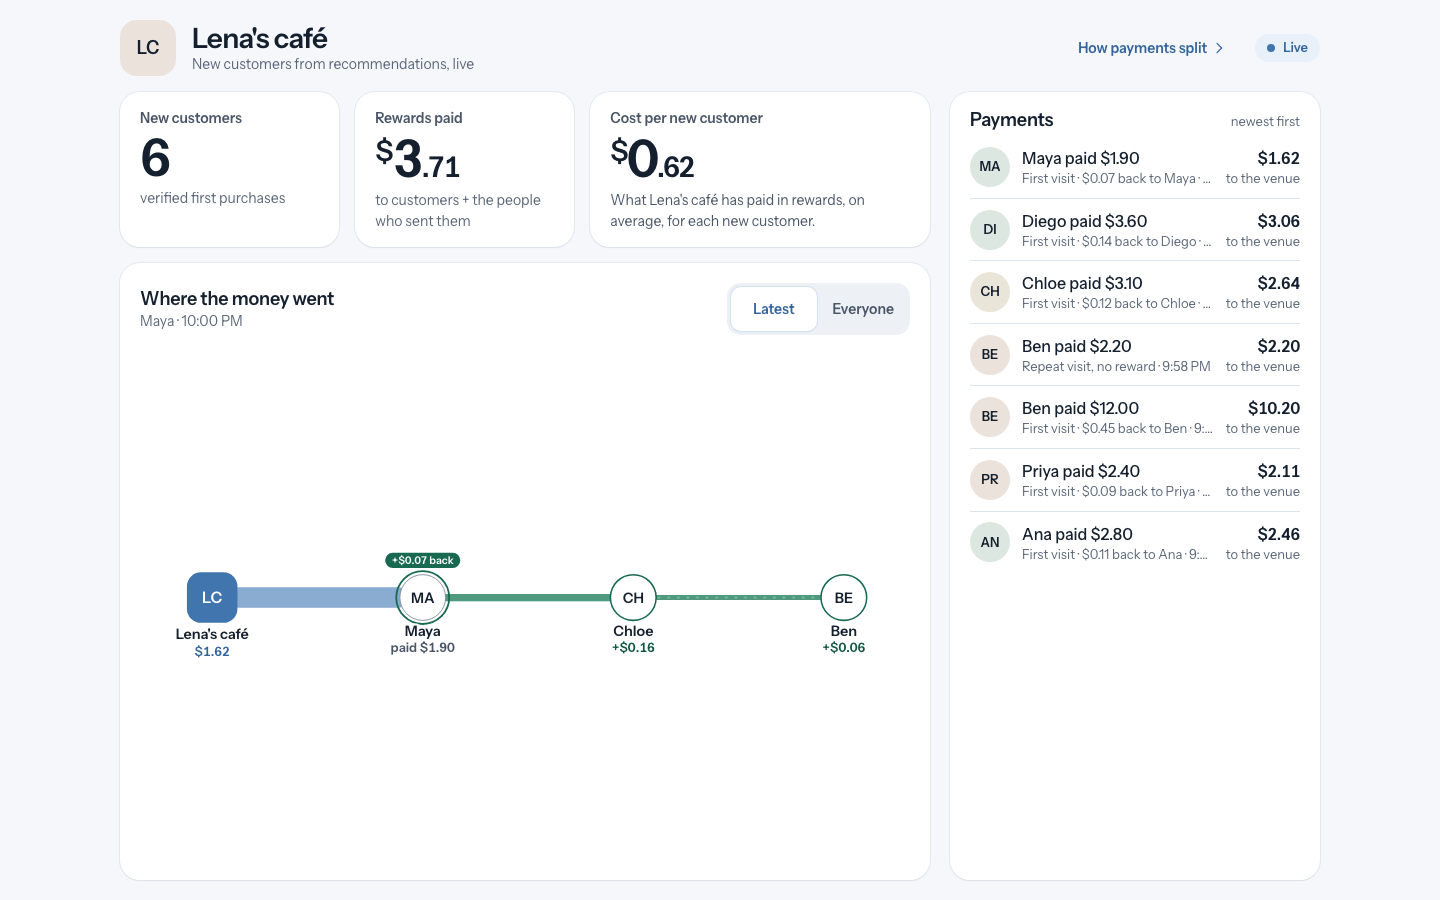 LC
Lena's café
New customers from recommendations, live
How payments split
Live
New customers
6
verified first purchases
Rewards paid
$3.71
to customers + the people
who sent them
Cost per new customer
$0.62
What Lena's café has paid in rewards, on
average, for each new customer.
Where the money went
Maya · 10:00 PM
Latest
Everyone
+$0.07 back
LC
MA
CH
BE
Lena's café
Maya
Chloe
Ben
$1.62
paid $1.90
+$0.16
+$0.06
Payments
newest first
MA
Maya paid $1.90
$1.62
First visit · $0.07 back to Maya · ...
to the venue
DI
Diego paid $3.60
$3.06
First visit · $0.14 back to Diego · ...
to the venue
CH
Chloe paid $3.10
$2.64
First visit · $0.12 back to Chloe · ...
to the venue
BE
Ben paid $2.20
$2.20
Repeat visit, no reward · 9:58 PM
to the venue
BE
Ben paid $12.00
$10.20
First visit · $0.45 back to Ben · 9:...
to the venue
PR
Priya paid $2.40
$2.11
First visit · $0.09 back to Priya · ...
to the venue
AN
Ana paid $2.80
$2.46
First visit · $0.11 back to Ana · 9:...
to the venue